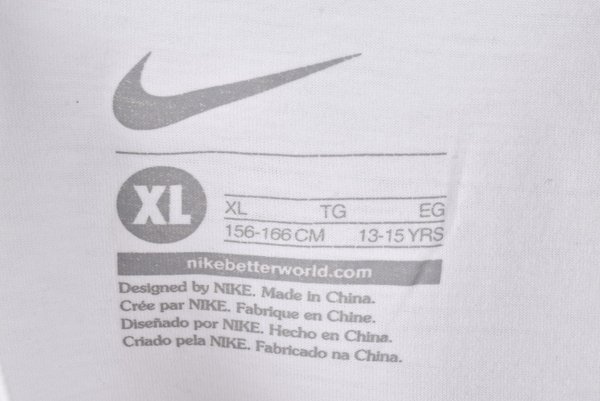 XL
XL TG EG
156-166 CM 13-15 YRS
nikebetterworld.com
Designed by NIKE. Made in China.
Crée par NIKE. Fabrique en Chine.
Diseñado por NIKE. Hecho en China.
Criado pela NIKE. Fabricado na China.